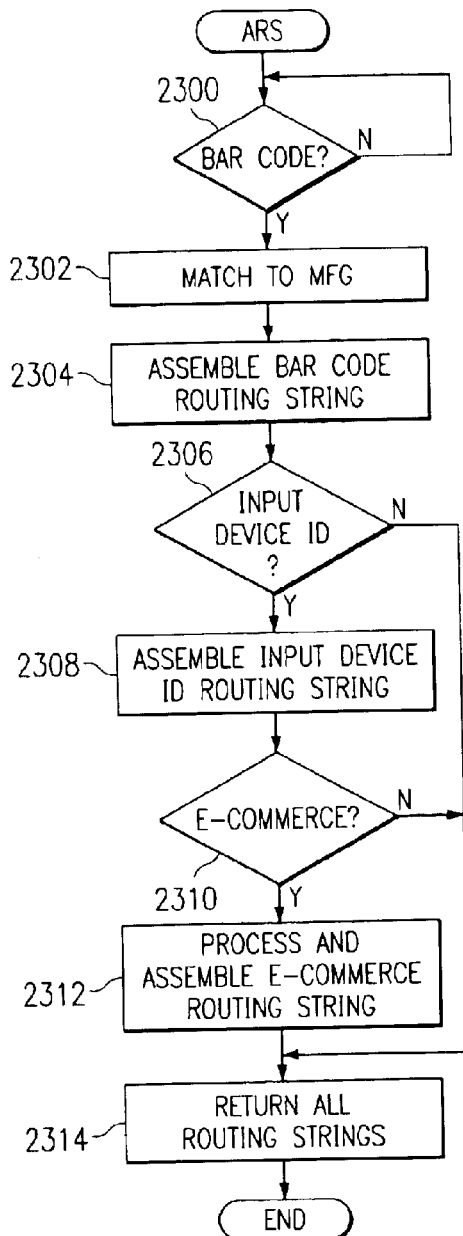 ARS
2300
BAR CODE?
N
Y
2302
MATCH TO MFG
2304
ASSEMBLE BAR CODE
ROUTING STRING
2306
INPUT
DEVICE ID
?
N
Y
2308
ASSEMBLE INPUT DEVICE
ID ROUTING STRING
E-COMMERCE?
N
2310
Y
PROCESS AND
ASSEMBLE E-COMMERCE
ROUTING STRING
2312
RETURN ALL
ROUTING STRINGS
2314
END